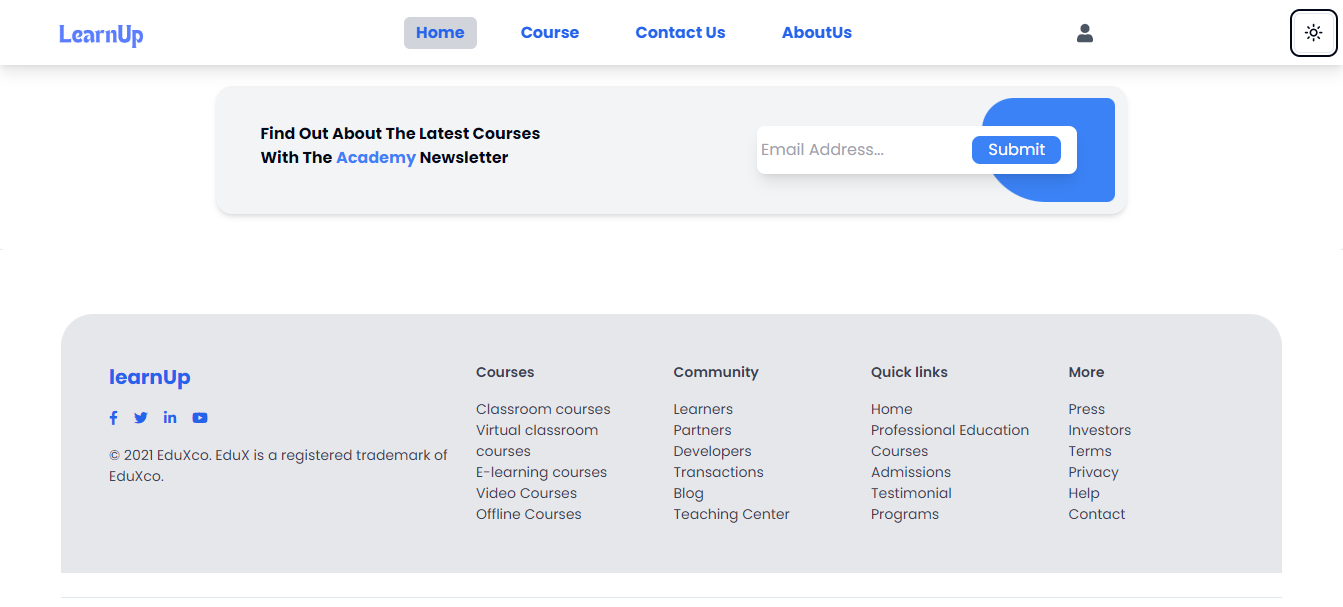 LearnUp
Home
Course
Contact Us
AboutUs
Find Out About The Latest Courses
With The Academy Newsletter
Email Address...
Submit
learnUp
© 2021 EduXco. EduX is a registered trademark of
EduXco.
Courses
Classroom courses
Virtual classroom
courses
E-learning courses
Video Courses
Offline Courses
Community
Learners
Partners
Developers
Transactions
Blog
Teaching Center
Quick links
Home
Professional Education
Courses
Admissions
Testimonial
Programs
More
Press
Investors
Terms
Privacy
Help
Contact